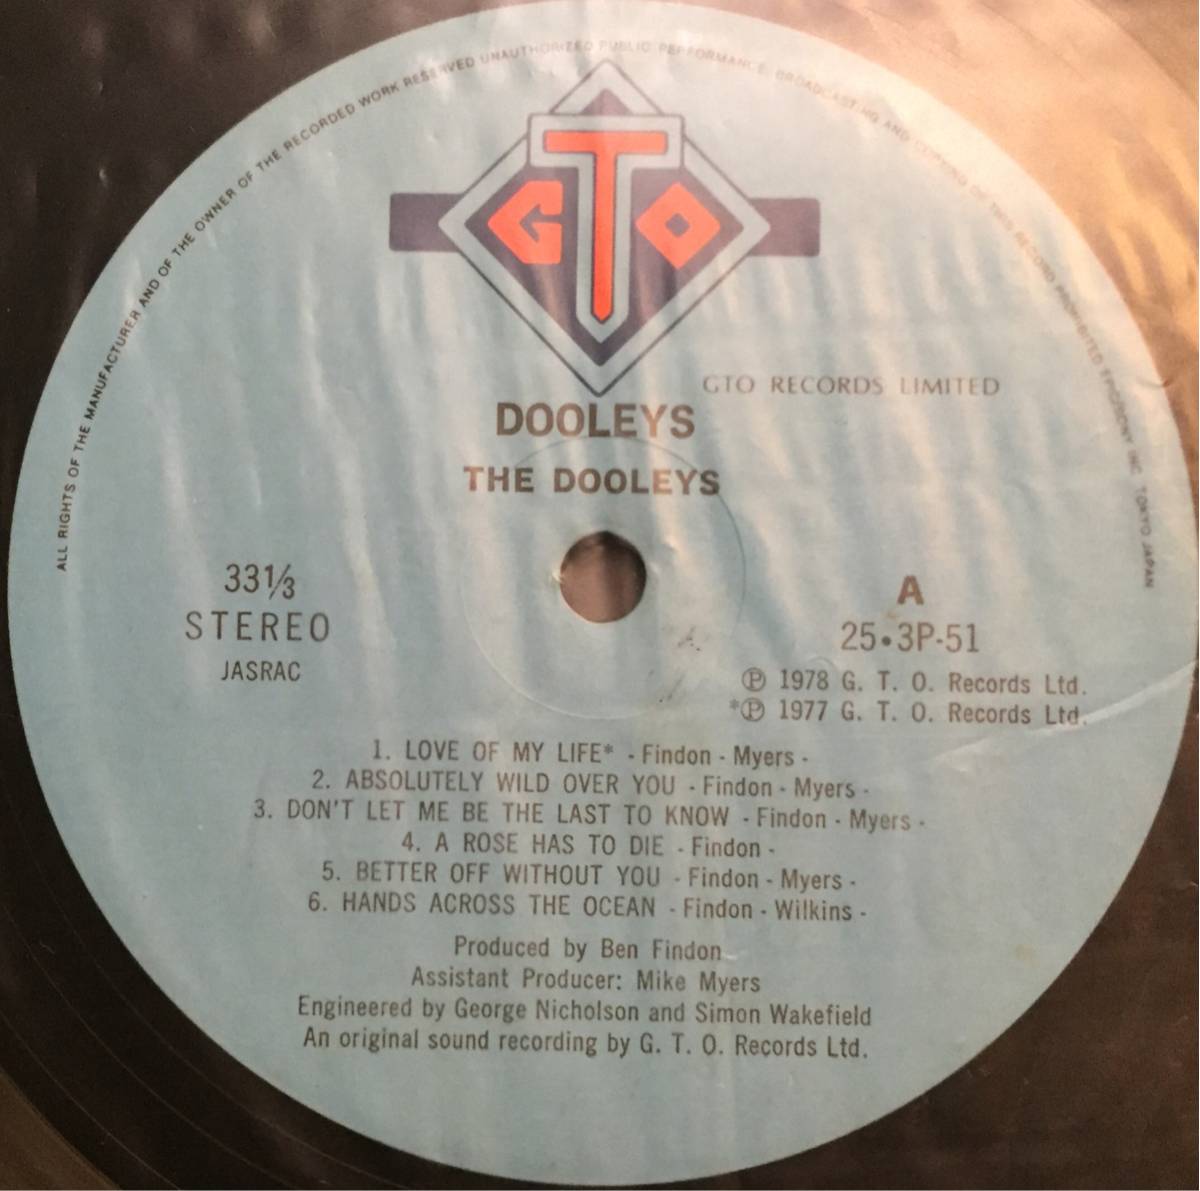 ALL RIGHTS OF THE MANUFACTURER AND OF THE OWNER OF THE RECORDED WORK RESERVED UNAUTHORIZED PUBLIC PERFORMANCE, BROADCASTING AND COPYING OF THIS RECORD PROHIBITED EPIC/SONY INC. TOKYO JAPAN
GTO
GTO RECORDS LIMITED
DOOLEYS
THE DOOLEYS
33⅓
STEREO
JASRAC
A
25•3P-51
Ⓟ 1978 G. T. O. Records Ltd.
*Ⓟ 1977 G. T. O. Records Ltd.
1. LOVE OF MY LIFE* - Findon - Myers -
2. ABSOLUTELY WILD OVER YOU - Findon - Myers -
3. DON'T LET ME BE THE LAST TO KNOW - Findon - Myers -
4. A ROSE HAS TO DIE - Findon -
5. BETTER OFF WITHOUT YOU - Findon - Myers -
6. HANDS ACROSS THE OCEAN - Findon - Wilkins -
Produced by Ben Findon
Assistant Producer: Mike Myers
Engineered by George Nicholson and Simon Wakefield
An original sound recording by G. T. O. Records Ltd.